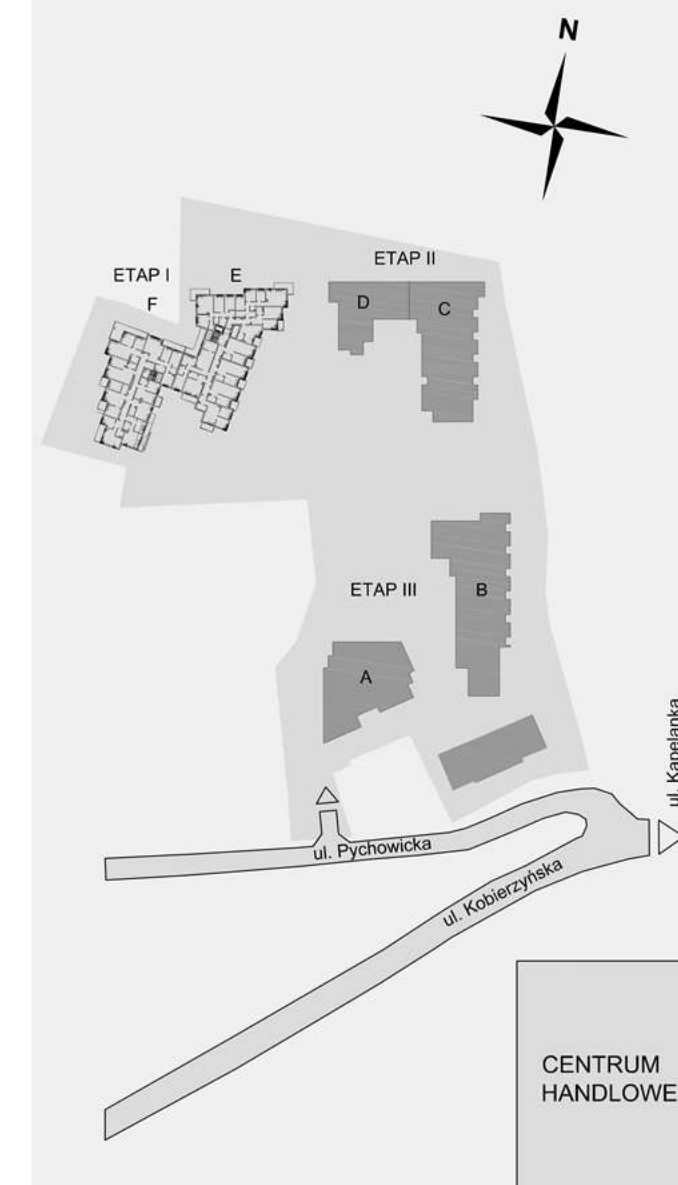 N
ETAP II
ETAP I
E
F
D
C
ETAP III
B
A
ul. Kapelanka
ul. Pychowicka
ul. Kobierzyńska
CENTRUM
HANDLOWE